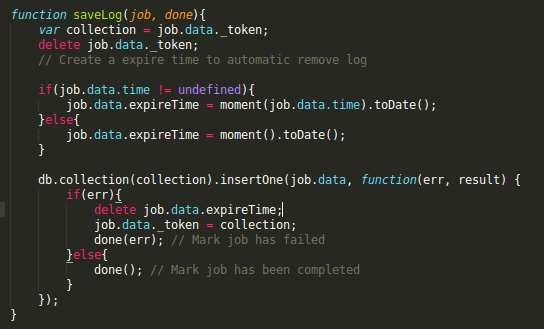 function saveLog(job, done){
    var collection = job.data._token;
    delete job.data._token;
    // Create a expire time to automatic remove log

    if(job.data.time != undefined){
        job.data.expireTime = moment(job.data.time).toDate();
    }else{
        job.data.expireTime = moment().toDate();
    }

    db.collection(collection).insertOne(job.data, function(err, result) {
        if(err){
            delete job.data.expireTime;
            job.data._token = collection;
            done(err); // Mark job has failed
        }else{
            done(); // Mark job has been completed
        }
    });
}